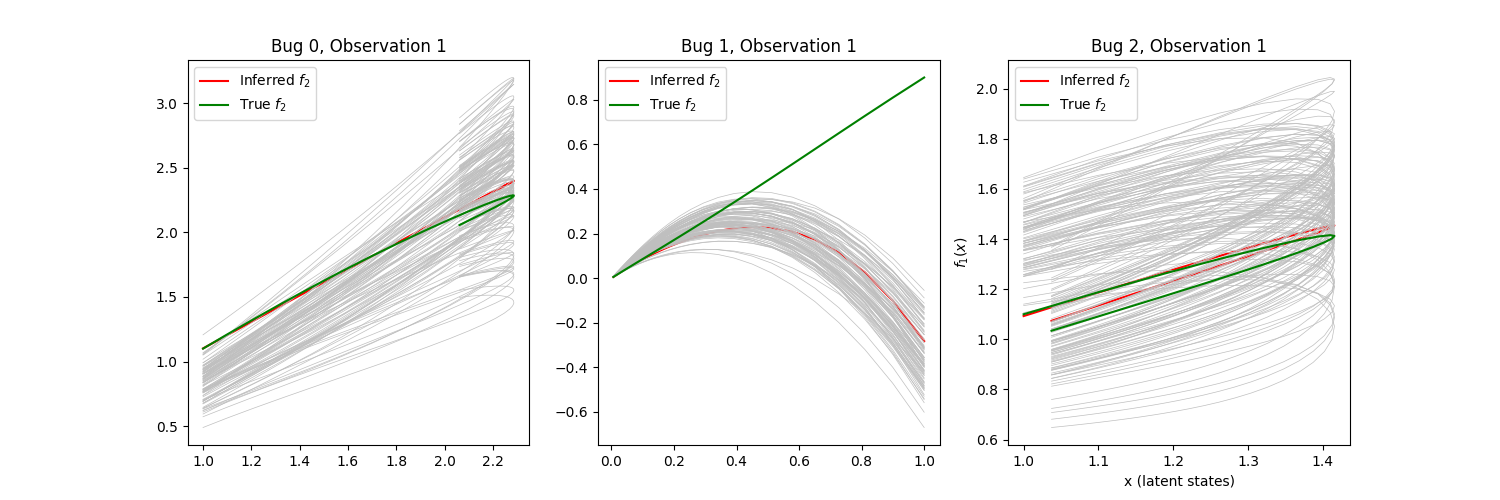 Bug 0, Observation 1
Inferred f₂
True f₂
3.0
2.5
2.0
1.5
1.0
0.5
1.0 1.2 1.4 1.6 1.8 2.0 2.2
Bug 1, Observation 1
Inferred f₂
True f₂
0.8
0.6
0.4
0.2
0.0
−0.2
−0.4
−0.6
0.0 0.2 0.4 0.6 0.8 1.0
Bug 2, Observation 1
Inferred f₂
True f₂
f₁(x)
2.0
1.8
1.6
1.4
1.2
1.0
0.8
0.6
1.0 1.1 1.2 1.3 1.4
x (latent states)